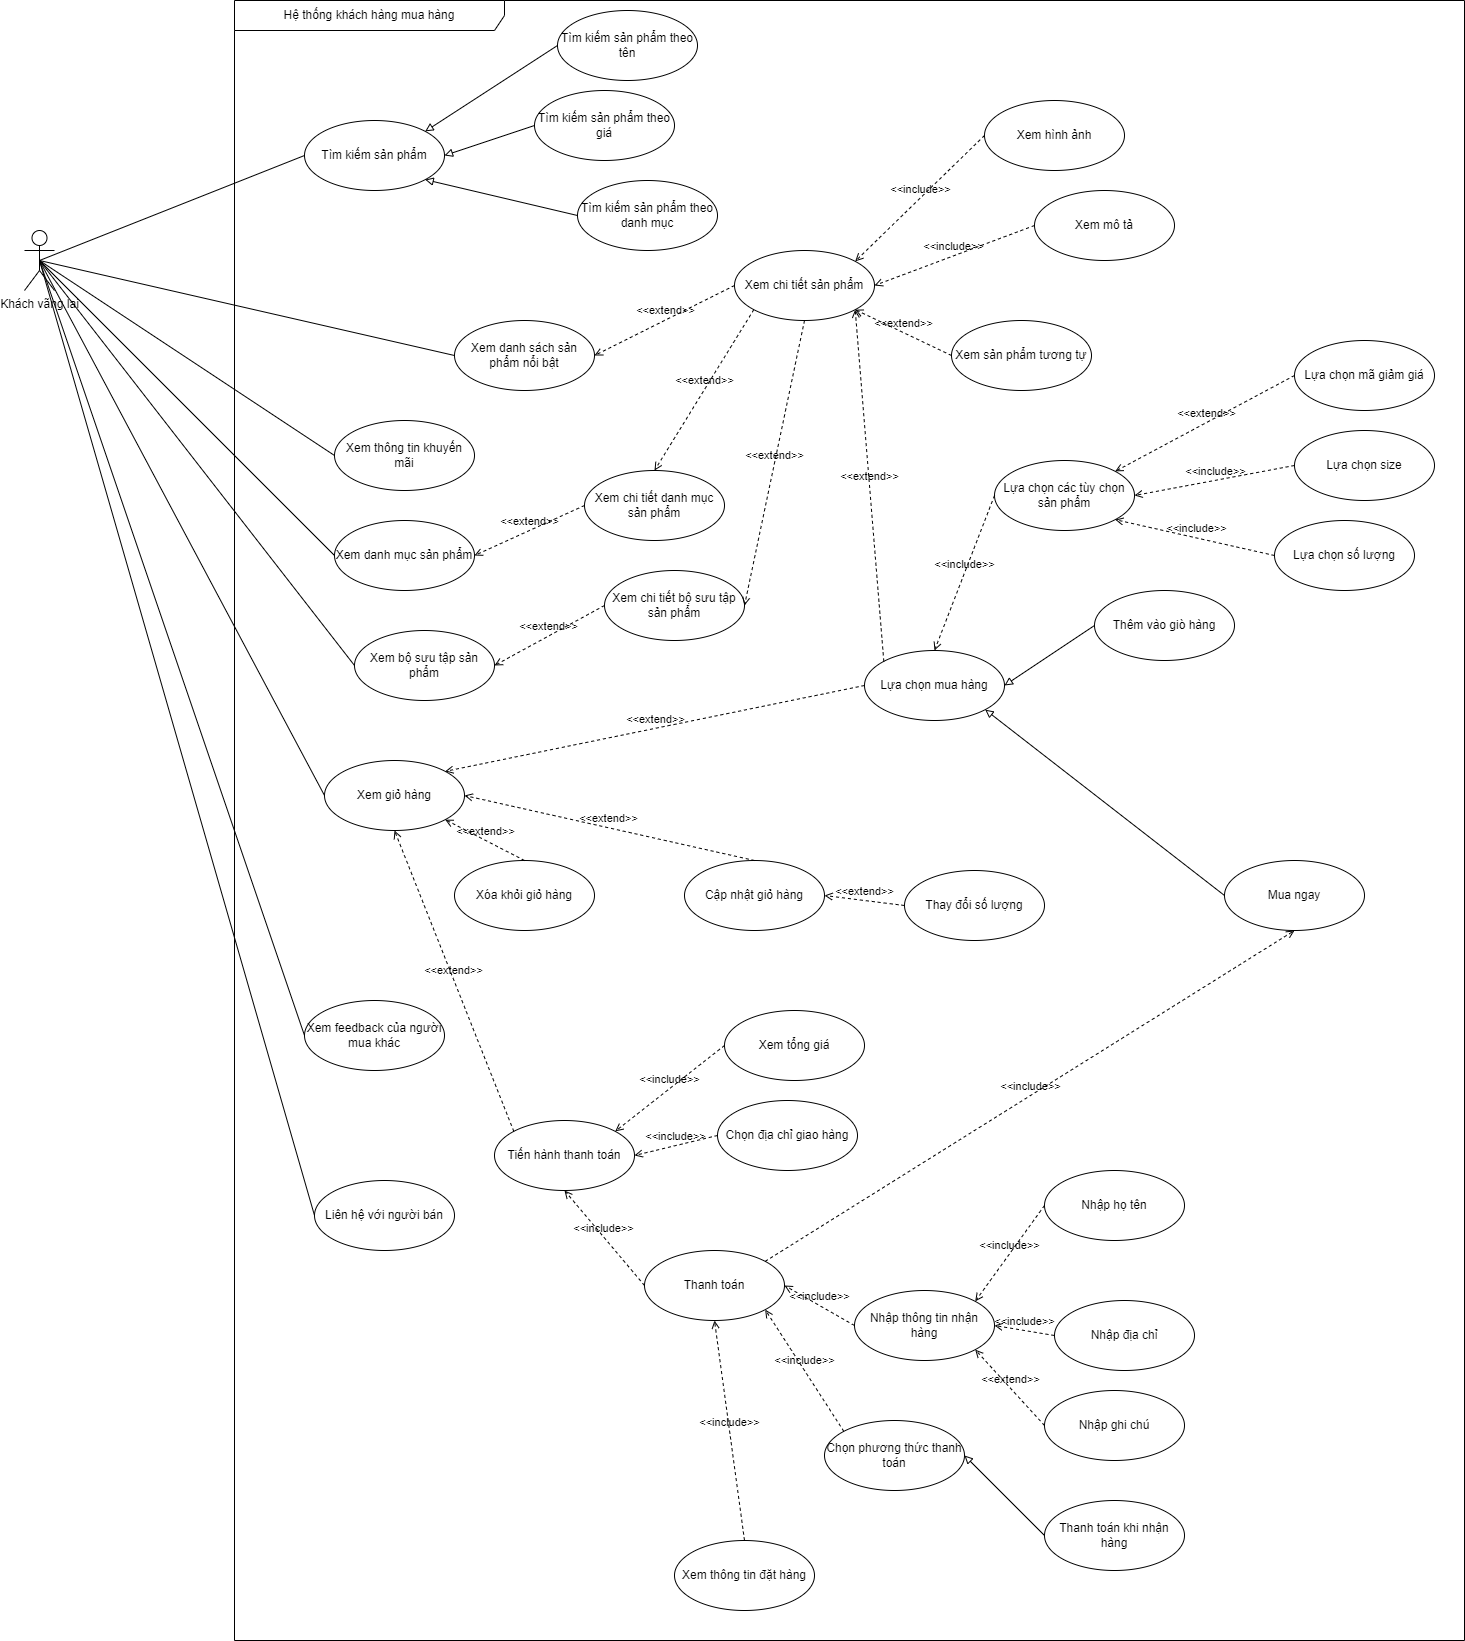 Hệ thống khách hàng mua hàng
Tìm kiếm sản phẩm theo
tên
Tìm kiếm sản phẩm theo
giá
Tìm kiếm sản phẩm
Tìm kiếm sản phẩm theo
danh mục
Xem hình ảnh
<<include>>
Xem mô tả
<<include>>
Khách vãng lai
Xem chi tiết sản phẩm
<<extend>>
<<extend>>
Xem danh sách sản
phẩm nổi bật
Xem sản phẩm tương tự
<<extend>>
Lựa chọn mã giảm giá
<<extend>>
Xem thông tin khuyến
mãi
<<extend>>
<<extend>>
Lựa chọn size
<<include>>
Lựa chọn các tùy chọn
sản phẩm
Xem chi tiết danh mục
sản phẩm
<<extend>>
<<include>>
Lựa chọn số lượng
Xem danh mục sản phẩm
<<include>>
Xem chi tiết bộ sưu tập
sản phẩm
<<extend>>
Thêm vào giò hàng
Xem bộ sưu tập sản
phẩm
Lựa chọn mua hàng
<<extend>>
Xem giỏ hàng
<<extend>>
<<extend>>
Xóa khỏi giỏ hàng
Cập nhật giỏ hàng
<<extend>>
Thay đổi số lượng
Mua ngay
<<extend>>
Xem feedback của người
mua khác
Xem tổng giá
<<include>>
<<include>>
Chọn địa chỉ giao hàng
<<include>>
Tiến hành thanh toán
Liên hệ với người bán
<<include>>
Nhập họ tên
<<include>>
Thanh toán
<<include>>
Nhập thông tin nhận
hàng
<<include>>
Nhập địa chỉ
<<include>>
<<extend>>
Nhập ghi chú
<<include>>
Chọn phương thức thanh
toán
Thanh toán khi nhận
hàng
Xem thông tin đặt hàng